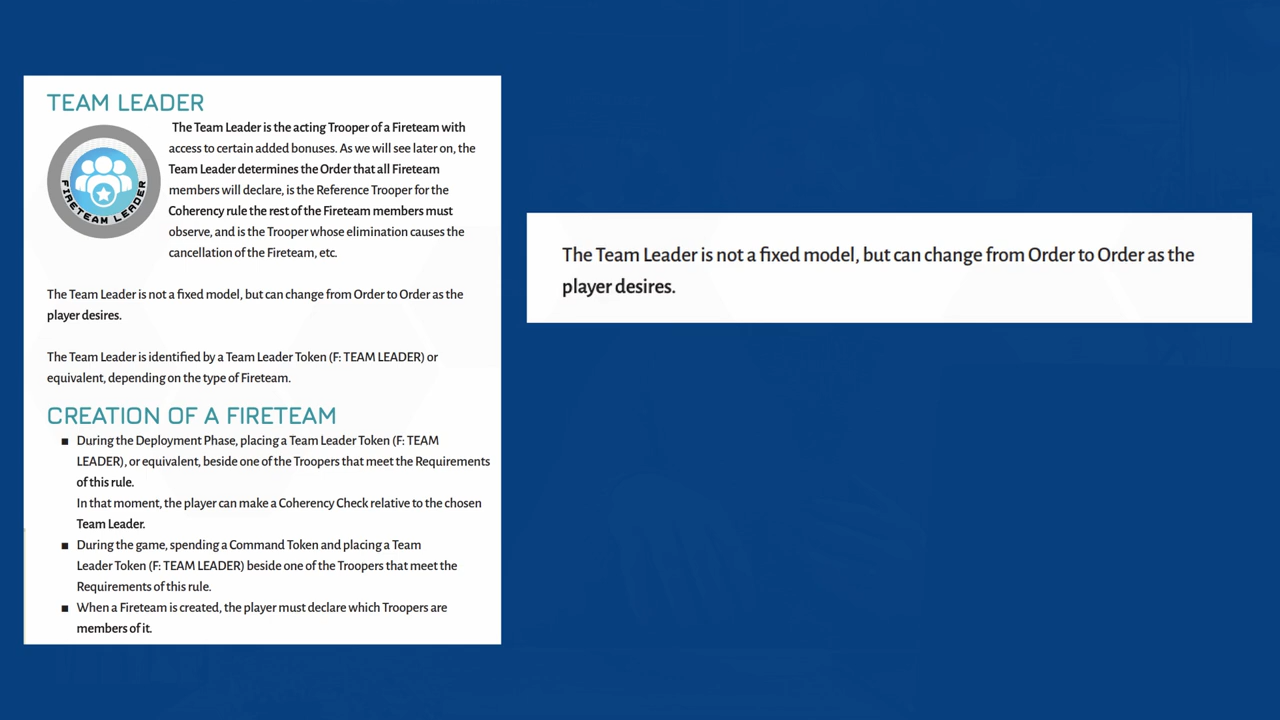 TEAM LEADER
FIRETEAM LEADER
The Team Leader is the acting Trooper of a Fireteam with
access to certain added bonuses. As we will see later on, the
Team Leader determines the Order that all Fireteam
members will declare, is the Reference Trooper for the
Coherency rule the rest of the Fireteam members must
observe, and is the Trooper whose elimination causes the
cancellation of the Fireteam, etc.
The Team Leader is not a fixed model, but can change from Order to Order as the
player desires.
The Team Leader is identified by a Team Leader Token (F: TEAM LEADER) or
equivalent, depending on the type of Fireteam.
CREATION OF A FIRETEAM
■ During the Deployment Phase, placing a Team Leader Token (F: TEAM
LEADER), or equivalent, beside one of the Troopers that meet the Requirements
of this rule.
In that moment, the player can make a Coherency Check relative to the chosen
Team Leader.
■ During the game, spending a Command Token and placing a Team
Leader Token (F: TEAM LEADER) beside one of the Troopers that meet the
Requirements of this rule.
■ When a Fireteam is created, the player must declare which Troopers are
members of it.
The Team Leader is not a fixed model, but can change from Order to Order as the
player desires.